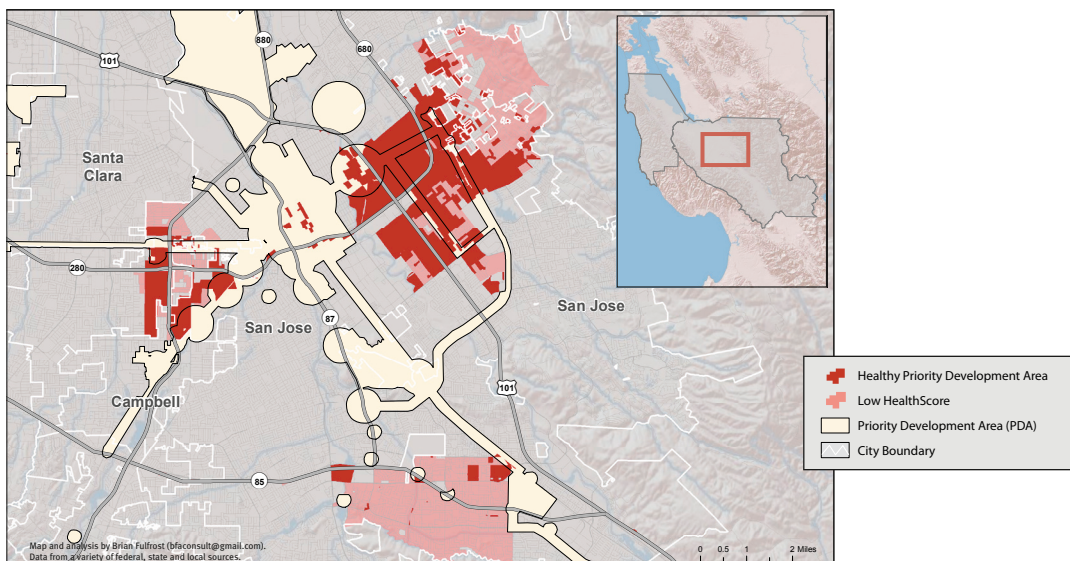 880
680
101
Santa
Clara
280
San Jose
San Jose
87
101
Campbell
85
Healthy Priority Development Area
Low HealthScore
Priority Development Area (PDA)
City Boundary
Map and analysis by Brian Fulfrost (bfaconsult@gmail.com).
Data from a variety of federal, state and local sources.
0 0.5 1 2 Miles